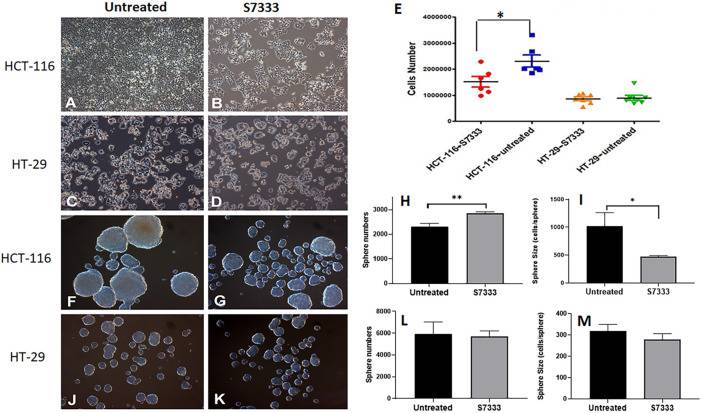 Untreated
S7333
HCT-116
A
B
HT-29
C
D
HCT-116
F
G
HT-29
J
K
E
Cells Number
4000000
3000000
2000000
1000000
0
*
HCT-116-S7333
HCT-116-untreated
HT-29-S7333
HT-29-untreated
H
Sphere numbers
4000
3000
2000
1000
0
**
Untreated
S7333
I
Sphere Size (cells/sphere)
1500
1000
500
0
*
Untreated
S7333
L
Sphere numbers
8000
6000
4000
2000
0
Untreated
S7333
M
Sphere Size (cells/sphere)
400
300
200
100
0
Untreated
S7333